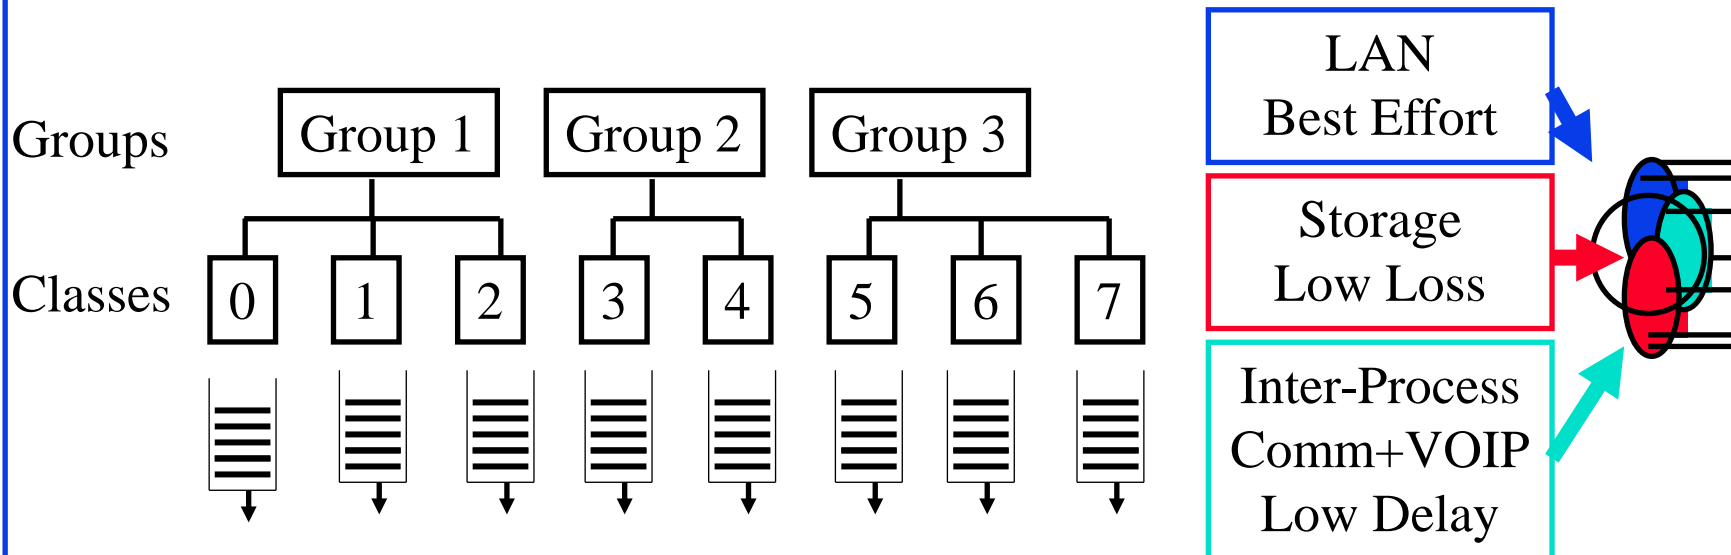 Groups
Group 1
Group 2
Group 3
Classes
0
1
2
3
4
5
6
7
LAN
Best Effort
Storage
Low Loss
Inter-Process
Comm+VOIP
Low Delay